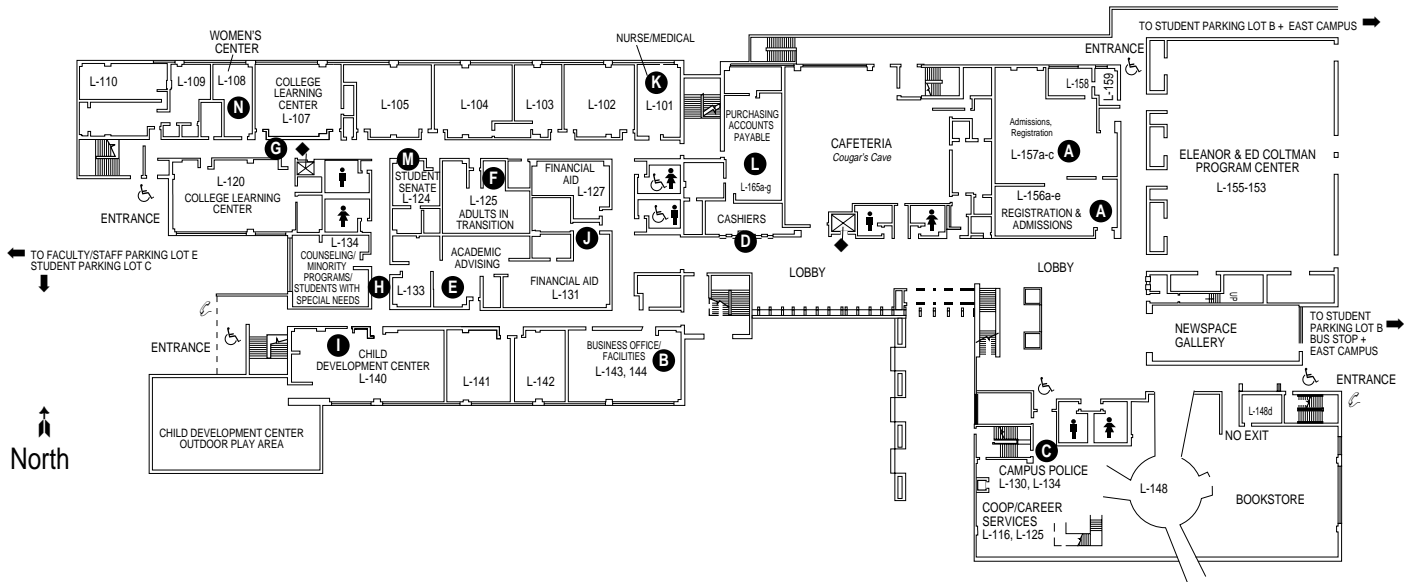 TO STUDENT PARKING LOT B + EAST CAMPUS
ENTRANCE
WOMEN'S
CENTER
NURSE/MEDICAL
L-110
L-109
L-108
N
COLLEGE
LEARNING
CENTER
L-107
L-105
L-104
L-103
L-102
K
L-101
PURCHASING
ACCOUNTS
PAYABLE
L
L-165a-g
CAFETERIA
Cougar's Cave
L-158
L-159
Admissions,
Registration
L-157a-c
A
L-156a-e
REGISTRATION &
ADMISSIONS
A
ELEANOR & ED COLTMAN
PROGRAM CENTER
L-155-153
G
L-120
COLLEGE LEARNING
CENTER
M
STUDENT
SENATE
L-124
F
L-125
ADULTS IN
TRANSITION
FINANCIAL
AID
L-127
CASHIERS
D
ENTRANCE
TO FACULTY/STAFF PARKING LOT E
STUDENT PARKING LOT C
L-134
COUNSELING/
MINORITY
PROGRAMS/
STUDENTS WITH
SPECIAL NEEDS
H
L-133
ACADEMIC
ADVISING
E
J
FINANCIAL AID
L-131
LOBBY
LOBBY
UP
NEWSPACE
GALLERY
TO STUDENT
PARKING LOT B
BUS STOP +
EAST CAMPUS
ENTRANCE
ENTRANCE
I
CHILD
DEVELOPMENT CENTER
L-140
L-141
L-142
BUSINESS OFFICE/
FACILITIES
L-143, 144
B
CHILD DEVELOPMENT CENTER
OUTDOOR PLAY AREA
North
L-148d
NO EXIT
C
CAMPUS POLICE
L-130, L-134
COOP/CAREER
SERVICES
L-116, L-125
L-148
BOOKSTORE